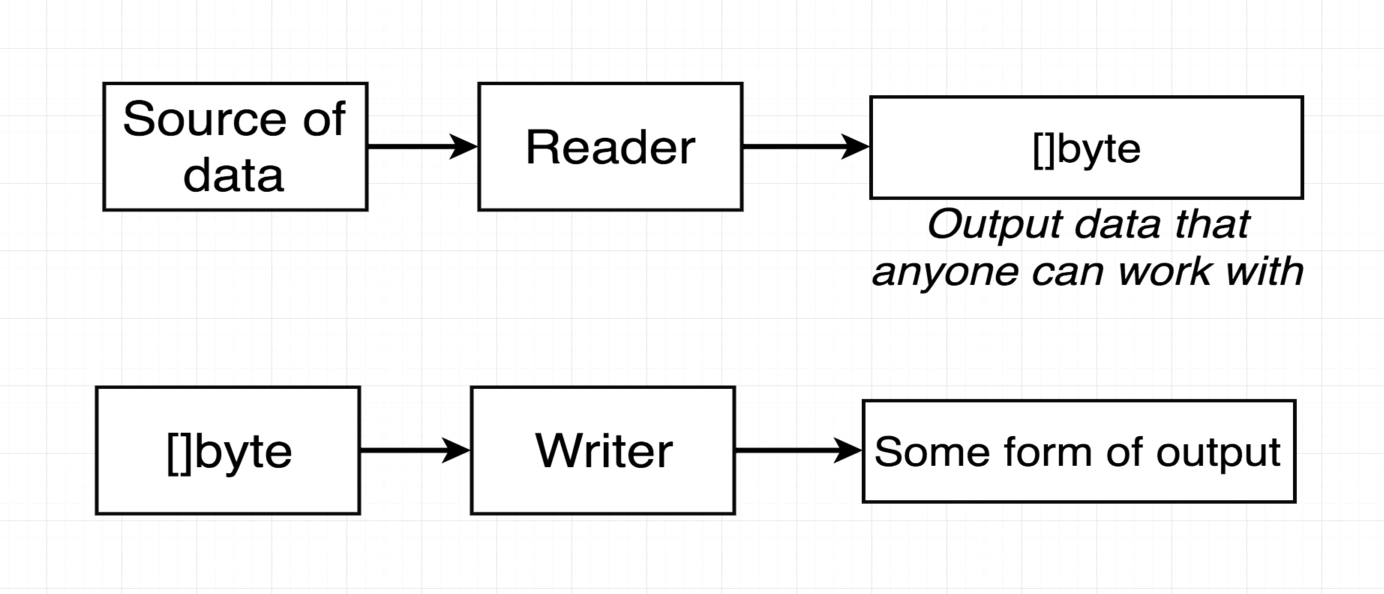 Source of
data
Reader
[]byte
Output data that
anyone can work with
[]byte
Writer
Some form of output